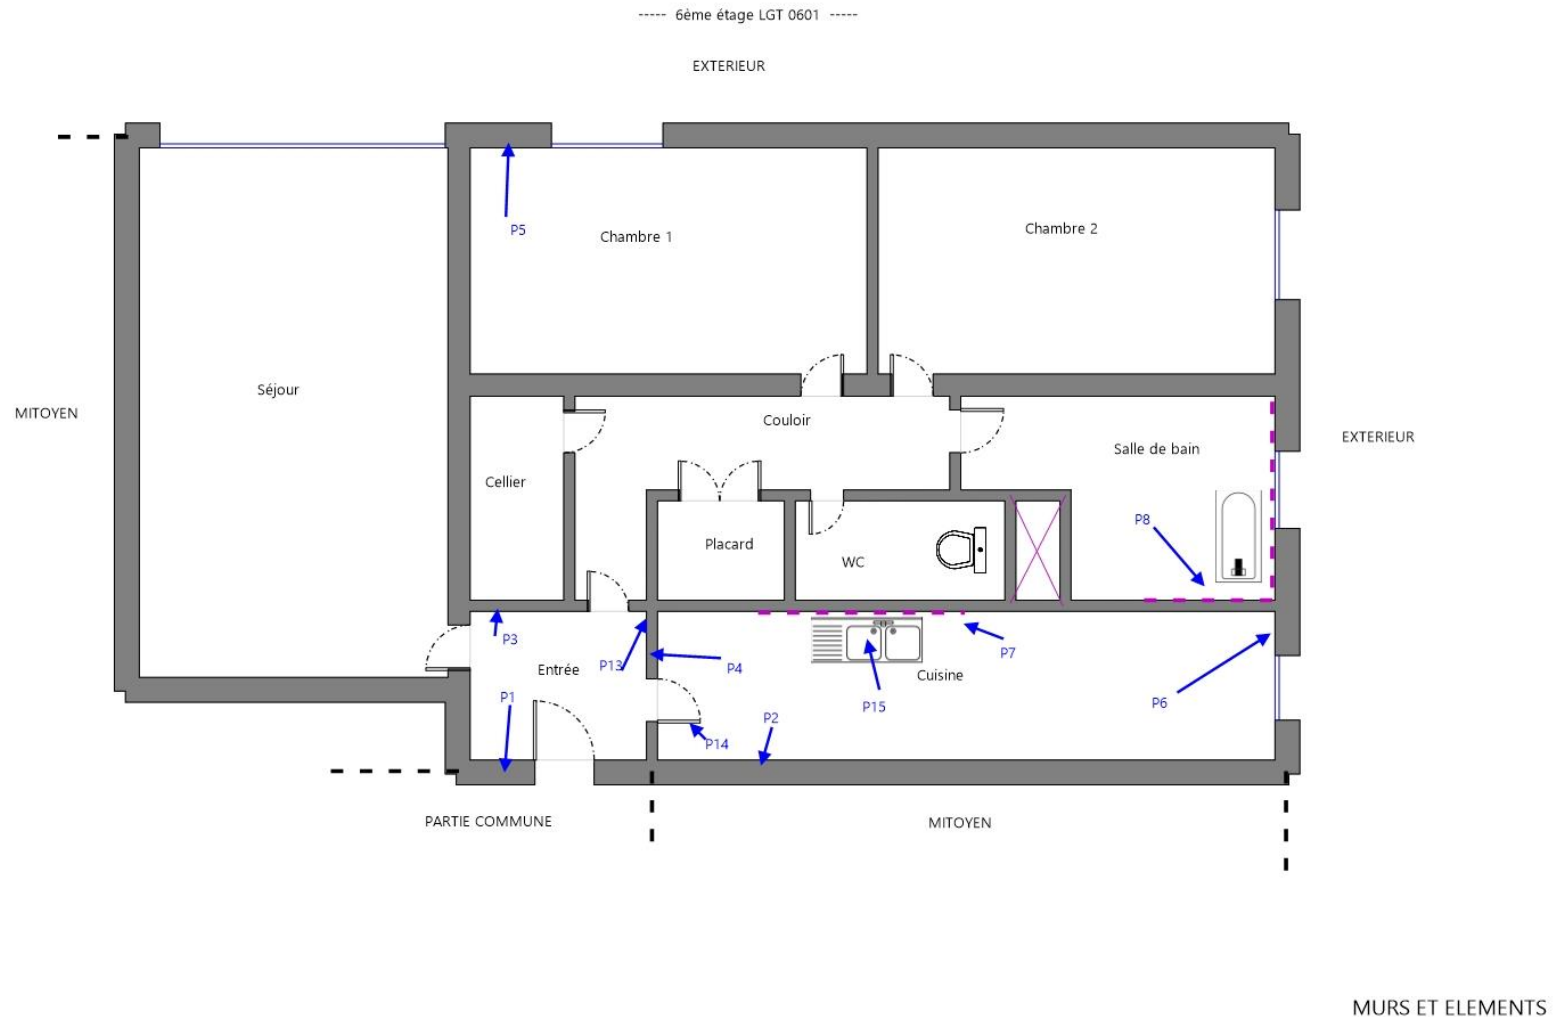 ----- 6ème étage LGT 0601 -----
EXTERIEUR
P5
Chambre 1
Chambre 2
Séjour
MITOYEN
Couloir
EXTERIEUR
Salle de bain
Cellier
P8
Placard
WC
P3
P13
Entrée
P4
P7
Cuisine
P1
P15
P6
P2
P14
PARTIE COMMUNE
MITOYEN
MURS ET ELEMENTS